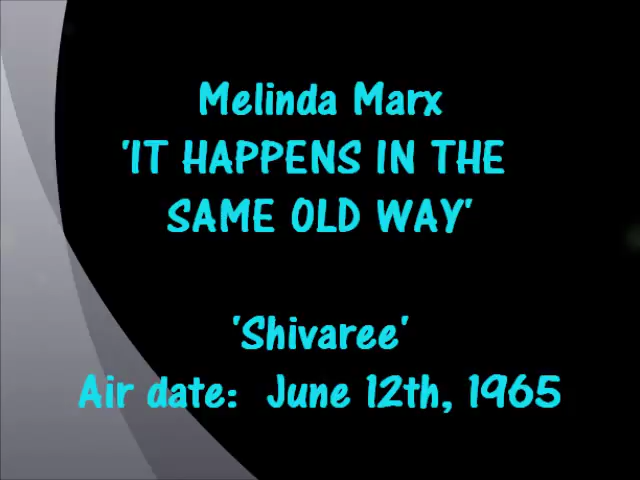 Melinda Marx
'IT HAPPENS IN THE
SAME OLD WAY'
'Shivaree'
Air date: June 12th, 1965